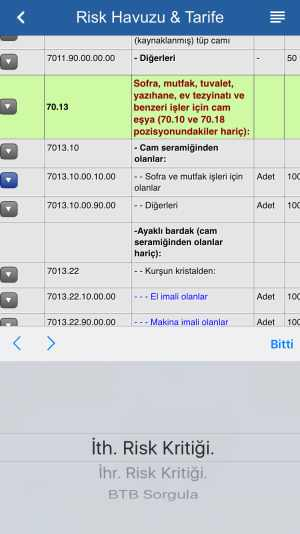 Risk Havuzu & Tarife
(kaynaklanmış) tüp camı
7011.90.00.00.00 - Diğerleri - 50
70.13 Sofra, mutfak, tuvalet,
yazıhane, ev tezyinatı ve
benzeri işler için cam
eşya (70.10 ve 70.18
pozisyonundakiler hariç):
7013.10 - Cam seramiğinden
olanlar:
7013.10.00.10.00 - - Sofra ve mutfak işleri için Adet 100
olanlar
7013.10.00.90.00 - - Diğerleri Adet 100
-Ayaklı bardak (cam
seramiğinden olanlar
hariç):
7013.22 - - Kurşun kristalden:
7013.22.10.00.00 - - - El imali olanlar Adet 100
7013.22.90.00.00 - - - Makina imali olanlar Adet 100
Bitti
İth. Risk Kritiği.
İhr. Risk Kritiği.
BTB Sorgula